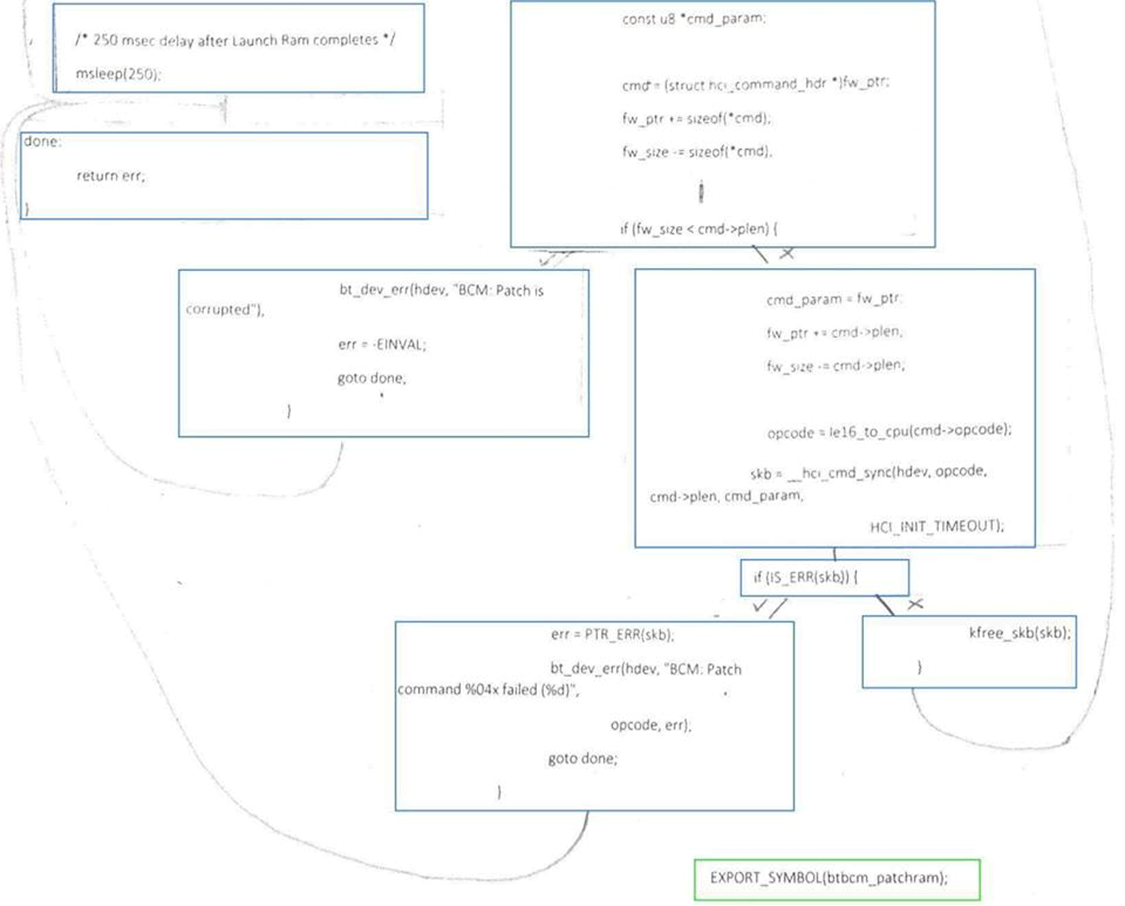 /* 250 msec delay after Launch Ram completes */
msleep(250);
done:
return err;
}
const u8 *cmd_param;
cmd = (struct hci_command_hdr *)fw_ptr;
fw_ptr += sizeof(*cmd);
fw_size -= sizeof(*cmd);
if (fw_size < cmd->plen) {
bt_dev_err(hdev, "BCM: Patch is
corrupted");
err = -EINVAL;
goto done;
}
cmd_param = fw_ptr;
fw_ptr += cmd->plen;
fw_size -= cmd->plen;
opcode = le16_to_cpu(cmd->opcode);
skb = __hci_cmd_sync(hdev, opcode,
cmd->plen, cmd_param,
HCI_INIT_TIMEOUT);
if (IS_ERR(skb)) {
err = PTR_ERR(skb);
bt_dev_err(hdev, "BCM: Patch
command %04x failed (%d)",
opcode, err);
goto done;
}
kfree_skb(skb);
}
EXPORT_SYMBOL(btbcm_patchram);